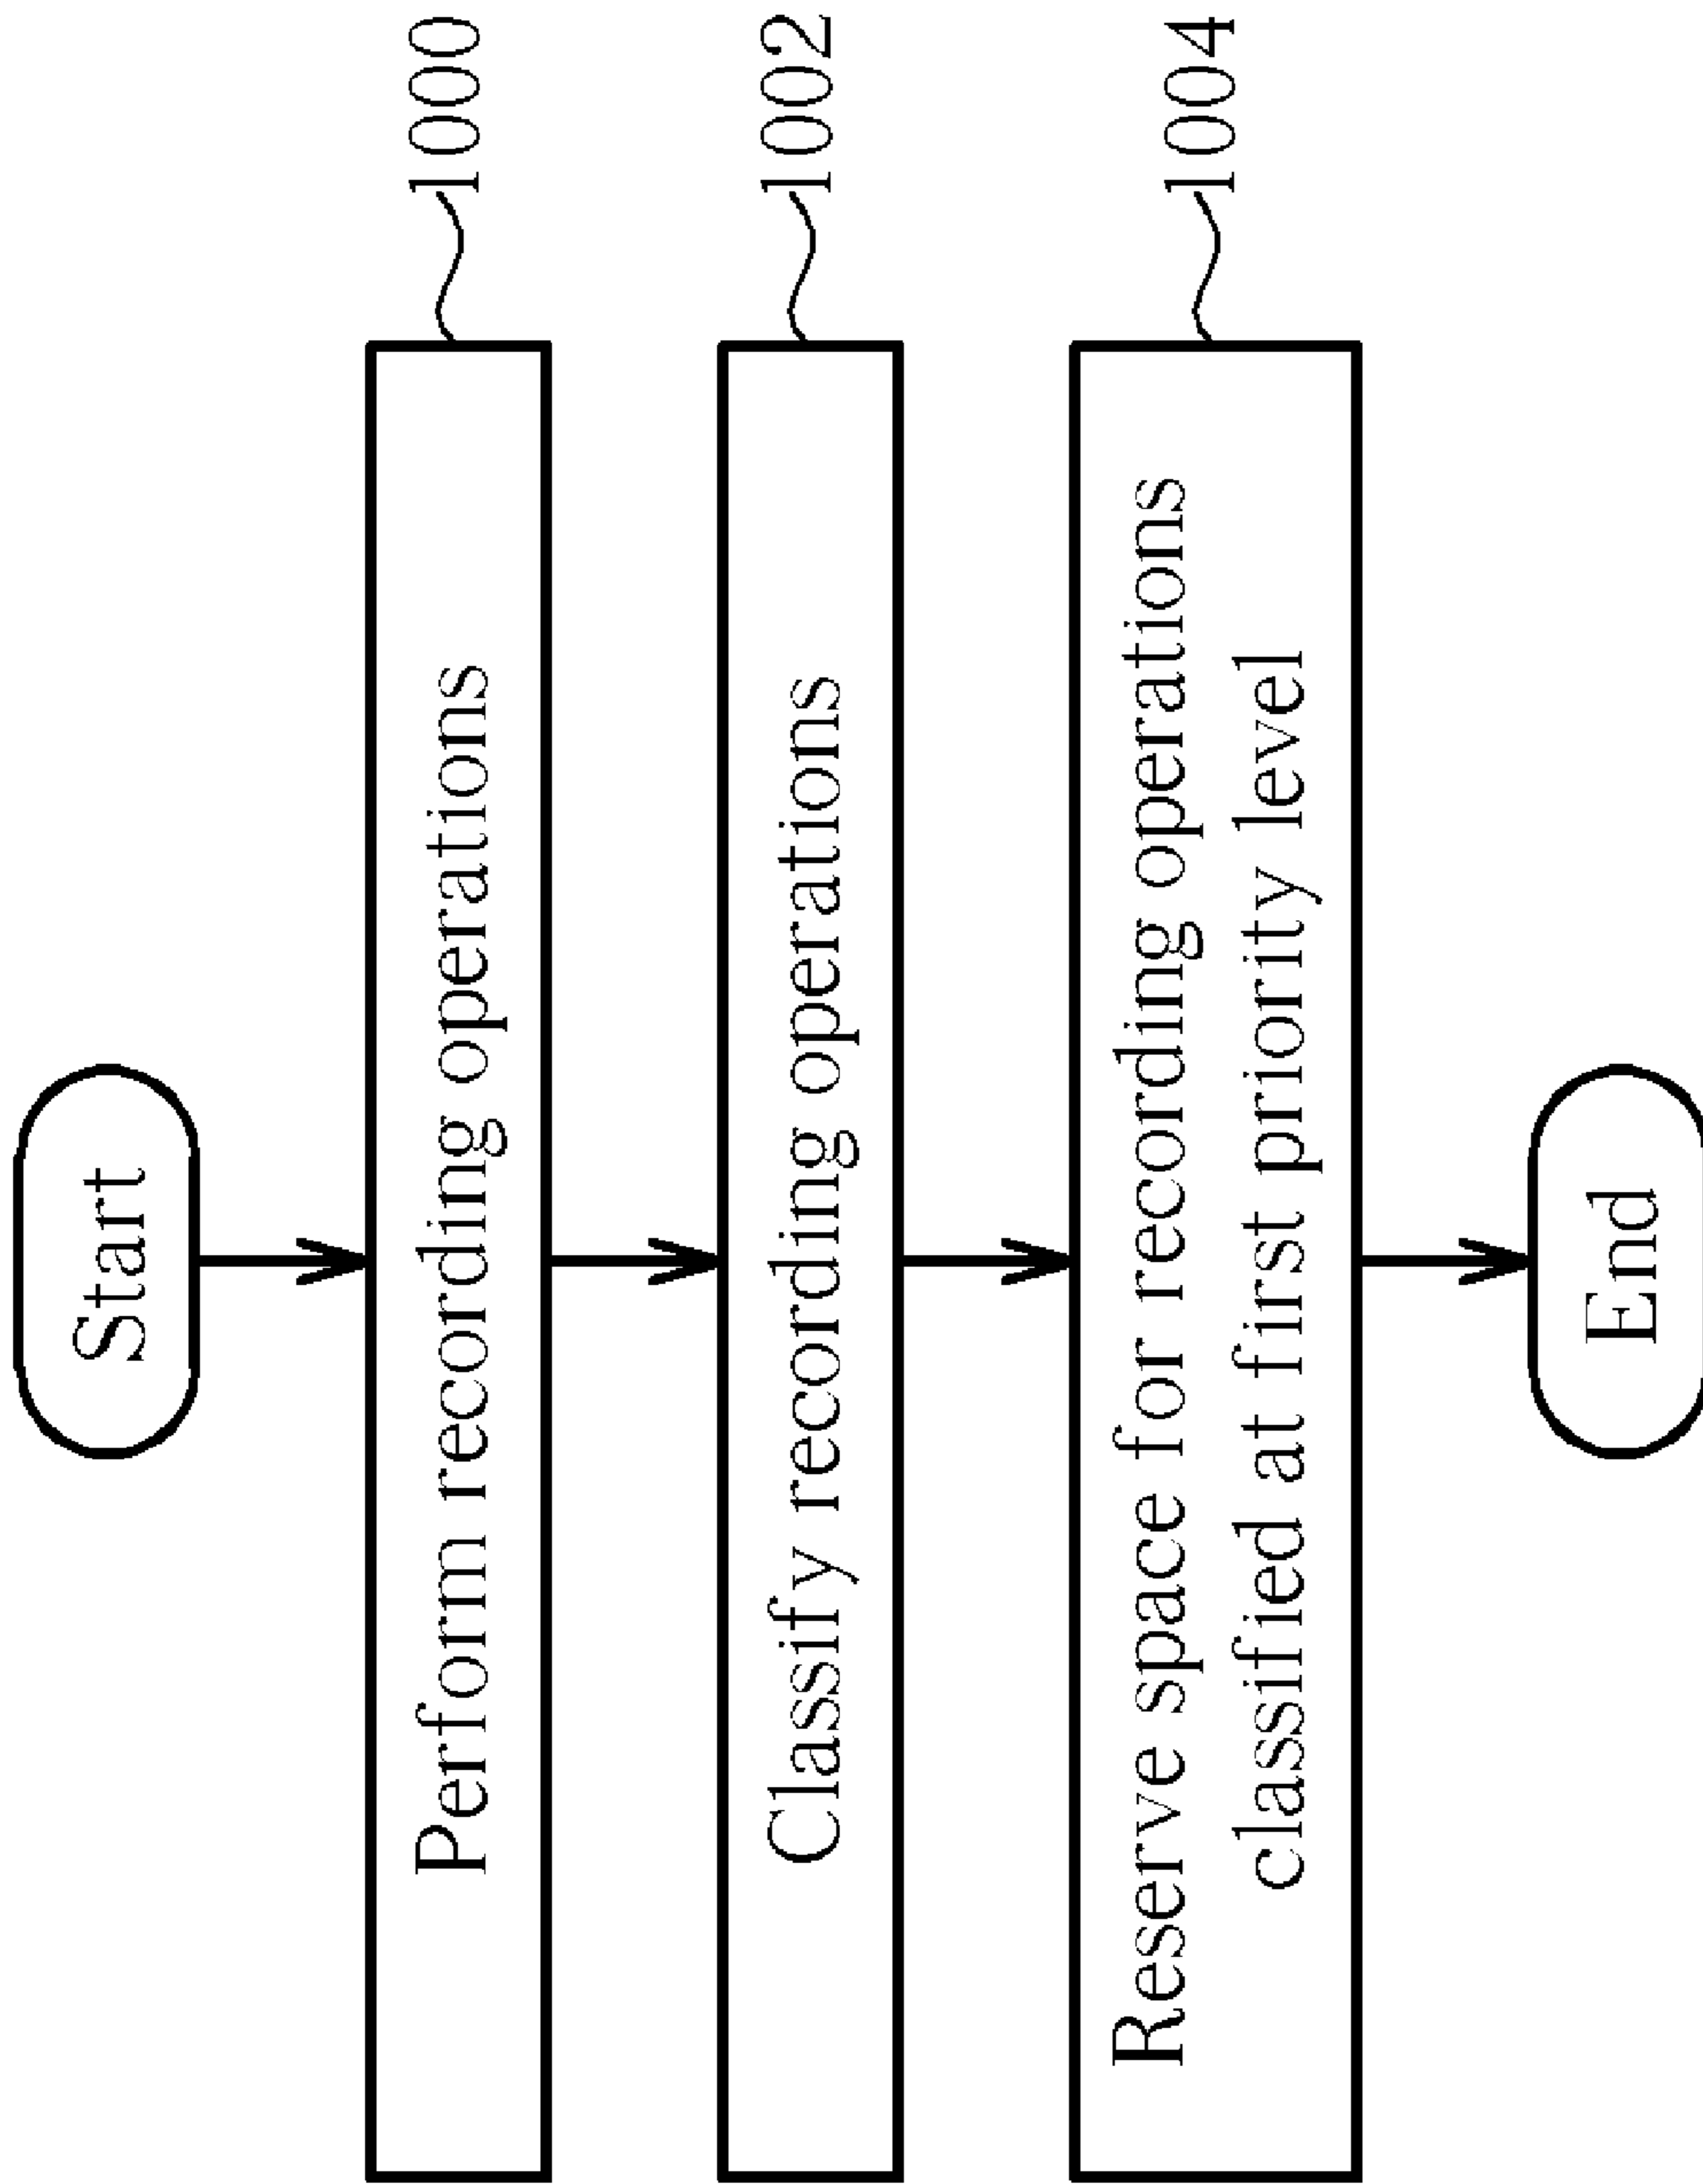 Start
Perform recording operations
1000
Classify recording operations
1002
Reserve space for recording operations
classified at first priority level
1004
End